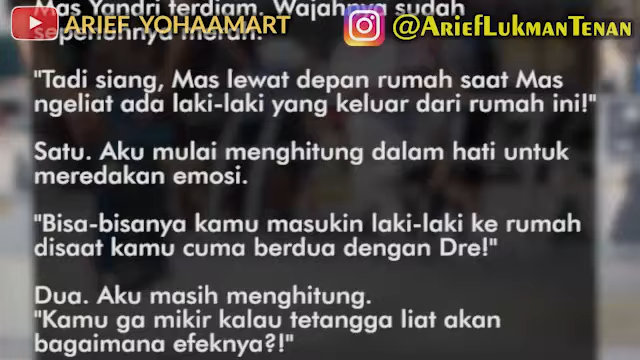 Mas Yandri terdiam. Wajahnya sudah
ARIEF YOHAAMART
@AriefLukmanTenan
sepenuhnya merah.
"Tadi siang, Mas lewat depan rumah saat Mas
ngeliat ada laki-laki yang keluar dari rumah ini!"
Satu. Aku mulai menghitung dalam hati untuk
meredakan emosi.
"Bisa-bisanya kamu masukin laki-laki ke rumah
disaat kamu cuma berdua dengan Dre!"
Dua. Aku masih menghitung.
"Kamu ga mikir kalau tetangga liat akan
bagaimana efeknya?!"